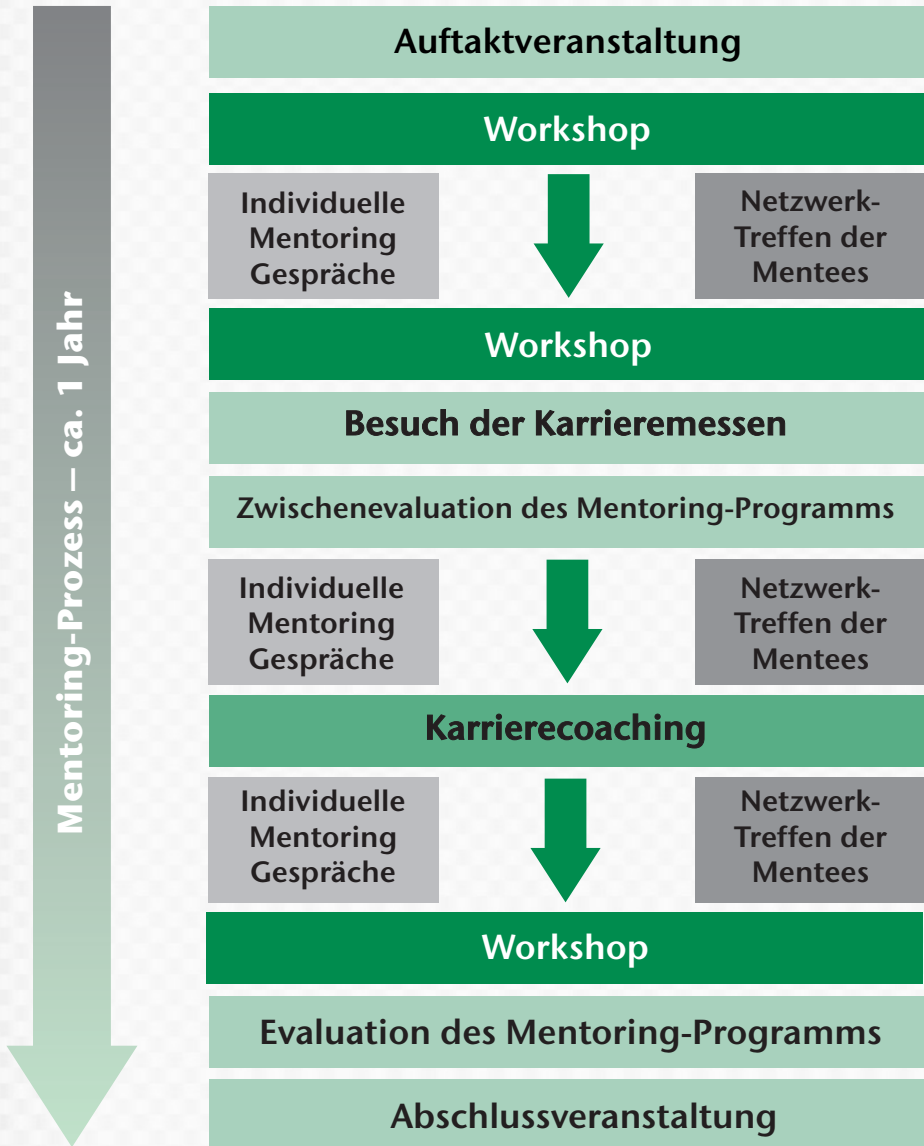 Mentoring-Prozess – ca. 1 Jahr
Auftaktveranstaltung
Workshop
Individuelle
Mentoring
Gespräche
Netzwerk-
Treffen der
Mentees
Workshop
Besuch der Karrieremessen
Zwischenevaluation des Mentoring-Programms
Individuelle
Mentoring
Gespräche
Netzwerk-
Treffen der
Mentees
Karrierecoaching
Individuelle
Mentoring
Gespräche
Netzwerk-
Treffen der
Mentees
Workshop
Evaluation des Mentoring-Programms
Abschlussveranstaltung